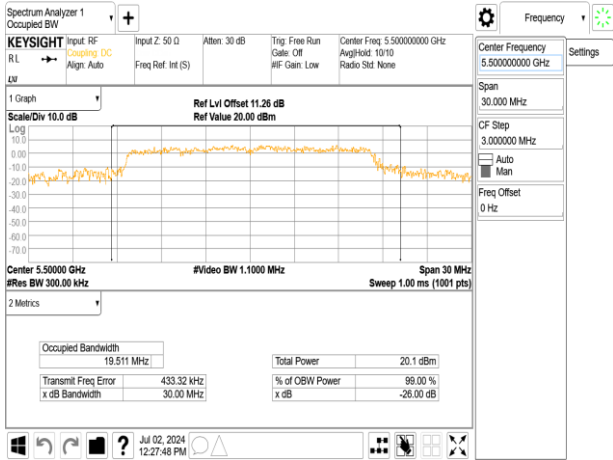 Spectrum Analyzer 1
Occupied BW
Frequency
KEYSIGHT
RL
Input: RF
Coupling: DC
Align: Auto
Input Z: 50 Ω
Freq Ref: Int (S)
Atten: 30 dB
Trig: Free Run
Gate: Off
#IF Gain: Low
Center Freq: 5.500000000 GHz
Avg|Hold: 10/10
Radio Std: None
Center Frequency
5.500000000 GHz
Settings
Span
30.000 MHz
CF Step
3.000000 MHz
Auto
Man
Freq Offset
0 Hz
1 Graph
Scale/Div 10.0 dB
Ref Lvl Offset 11.26 dB
Ref Value 20.00 dBm
Log
10.0
0.00
-10.0
-20.0
-30.0
-40.0
-50.0
-60.0
-70.0
Center 5.50000 GHz
#Res BW 300.00 kHz
#Video BW 1.1000 MHz
Span 30 MHz
Sweep 1.00 ms (1001 pts)
2 Metrics
Occupied Bandwidth
19.511 MHz
Transmit Freq Error 433.32 kHz
x dB Bandwidth 30.00 MHz
Total Power 20.1 dBm
% of OBW Power 99.00 %
x dB -26.00 dB
?
Jul 02, 2024
12:27:48 PM